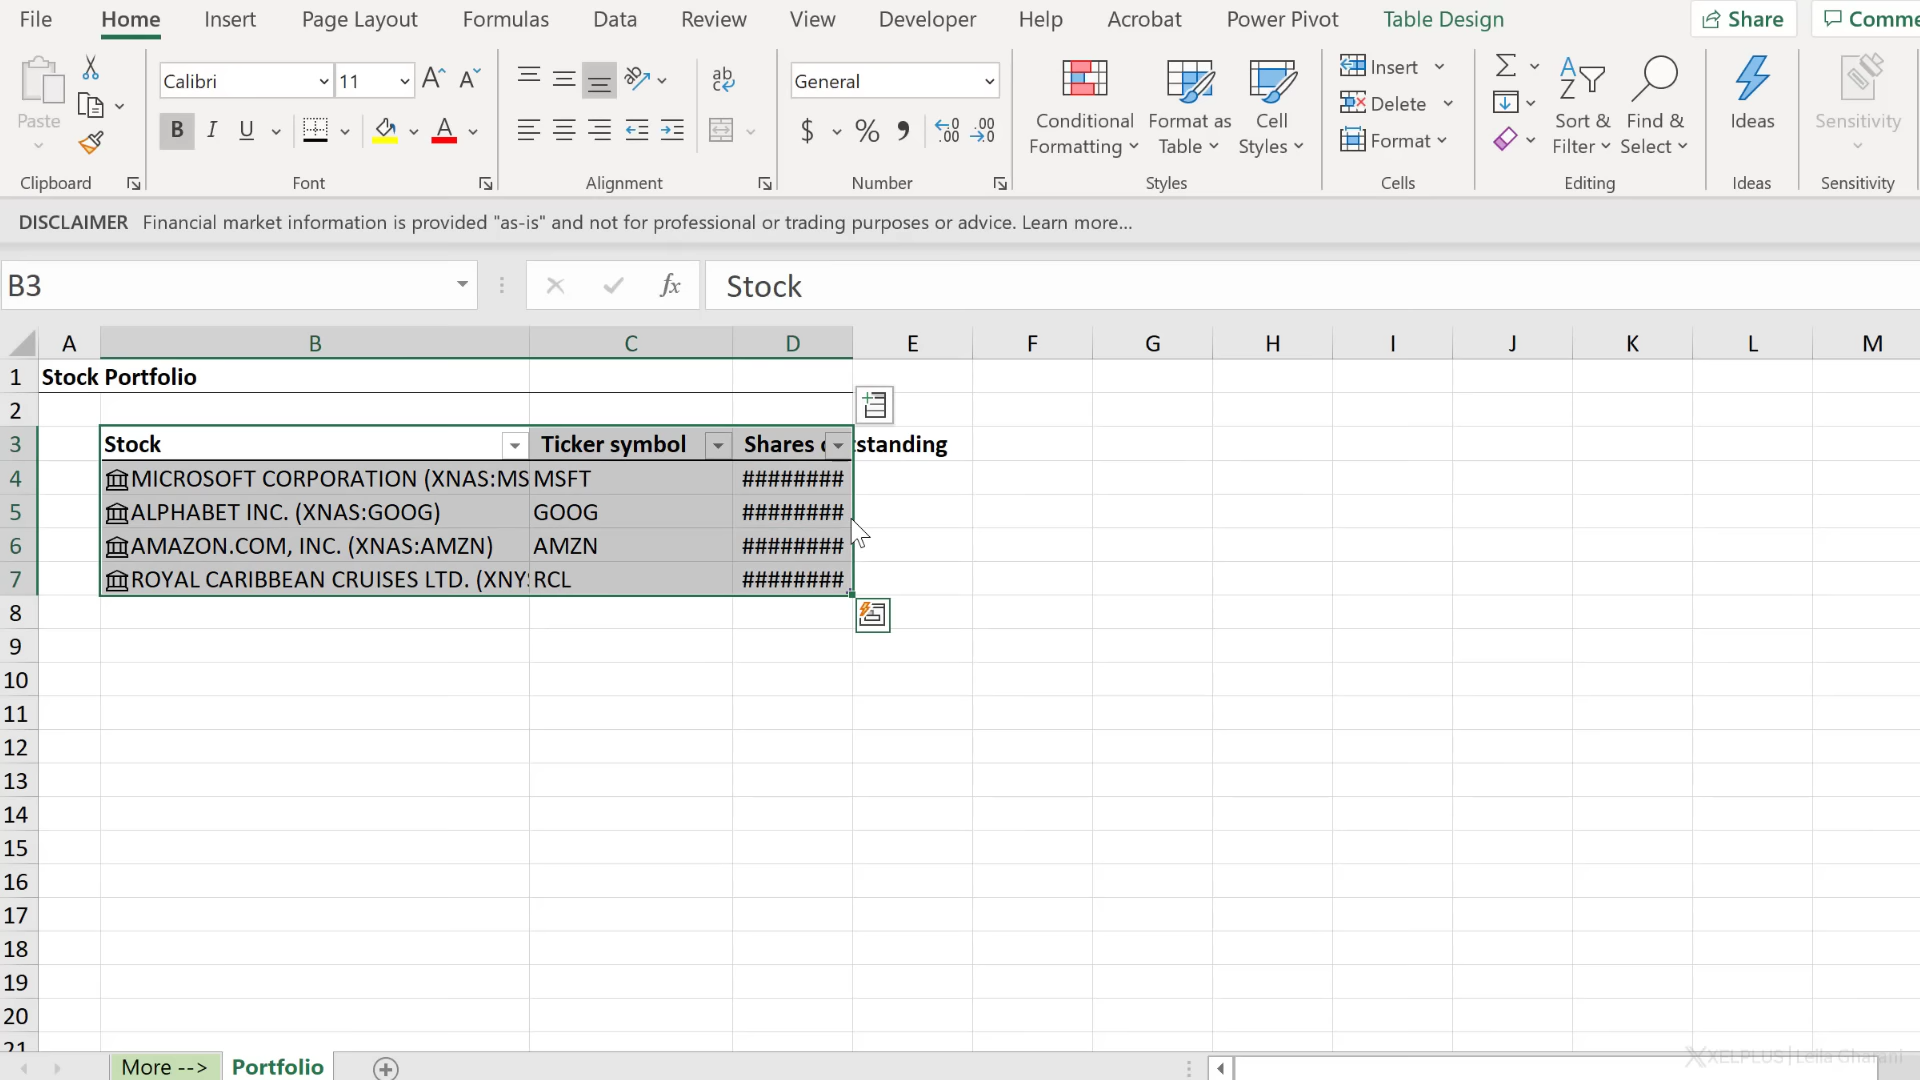 File Home Insert Page Layout Formulas Data Review View Developer Help Acrobat Power Pivot Table Design Share
Calibri 11 General Insert
Delete
Paste Conditional Format as Cell Sort & Find & Ideas Sensitivity
Formatting Table Styles Format Filter Select
Clipboard Font Alignment Number Styles Cells Editing Ideas Sensitivity
DISCLAIMER Financial market information is provided "as-is" and not for professional or trading purposes or advice. Learn more...
B3 fx Stock
A B C D E F G H I J K L M
1 Stock Portfolio
2
3 Stock Ticker symbol Shares
4 MICROSOFT CORPORATION (XNAS:MS MSFT ########
5 ALPHABET INC. (XNAS:GOOG) GOOG ########
6 AMAZON.COM, INC. (XNAS:AMZN) AMZN ########
7 ROYAL CARIBBEAN CRUISES LTD. (XNYS RCL ########
8
9
10
11
12
13
14
15
16
17
18
19
20
21
More --> Portfolio
XELPLUS | Leila Gharani